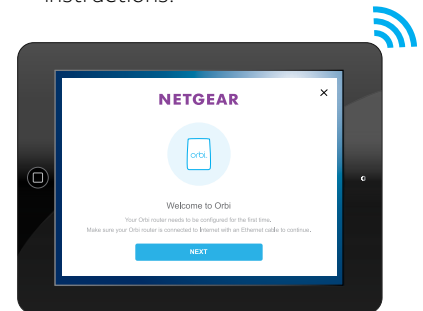 instructions.
NETGEAR
orbi
Welcome to Orbi
Your Orbi router needs to be configured for the first time.
Make sure your Orbi router is connected to Internet with an Ethernet cable to continue.
NEXT